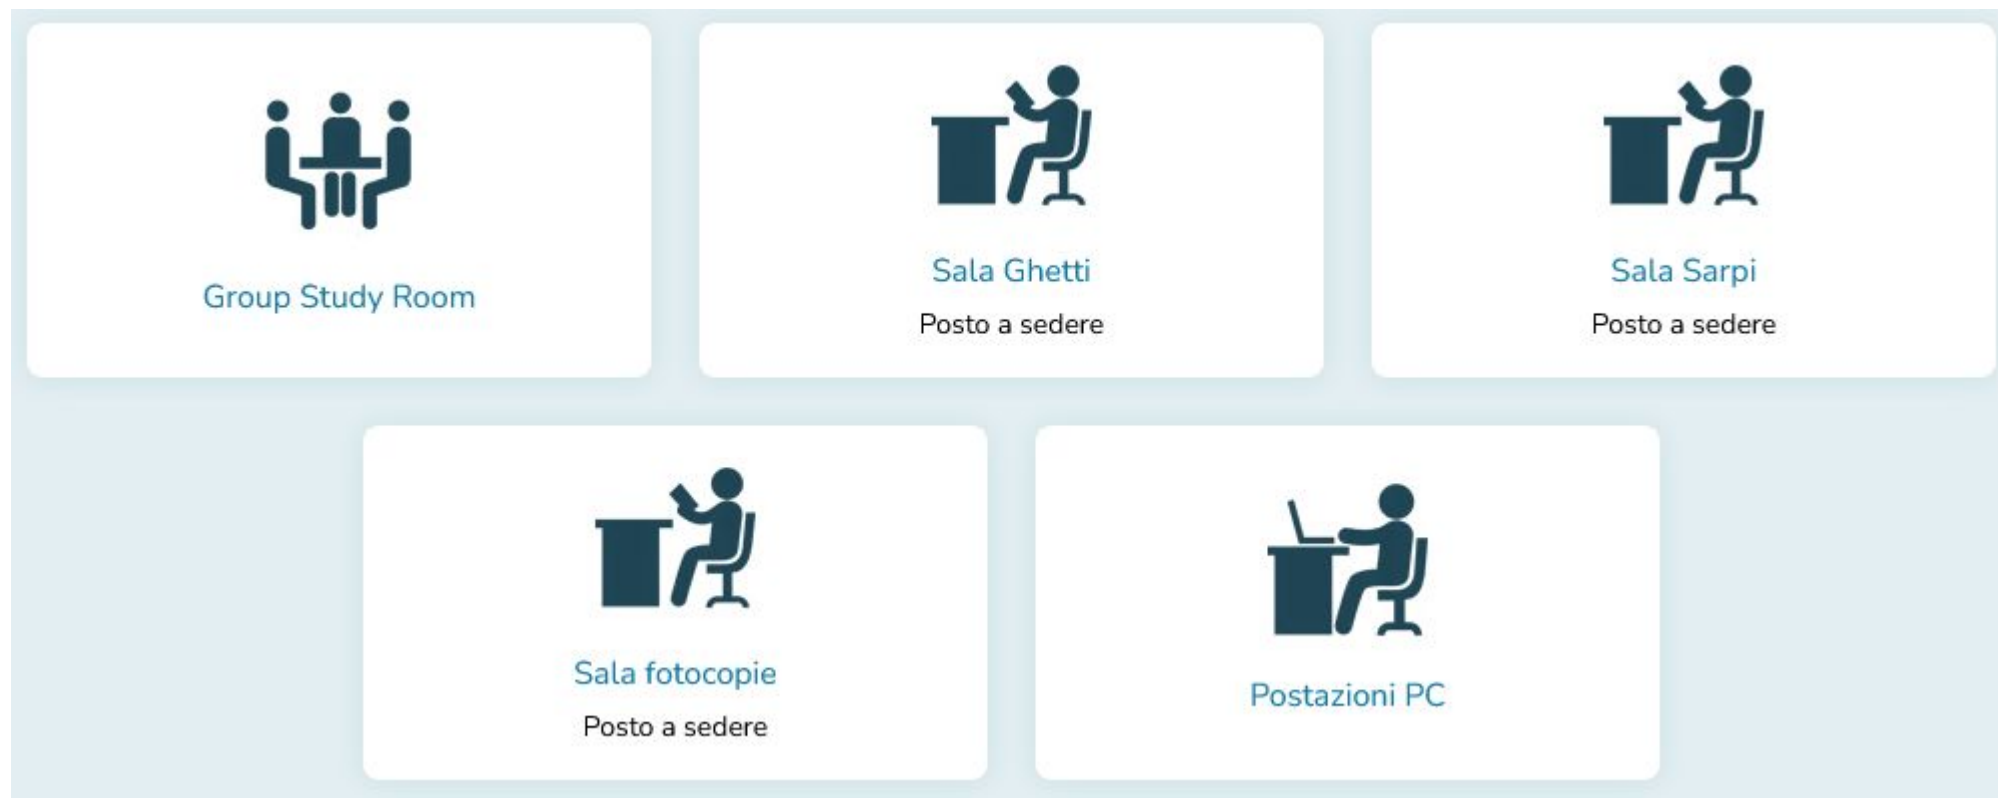 Group Study Room
Sala Ghetti
Posto a sedere
Sala Sarpi
Posto a sedere
Sala fotocopie
Posto a sedere
Postazioni PC